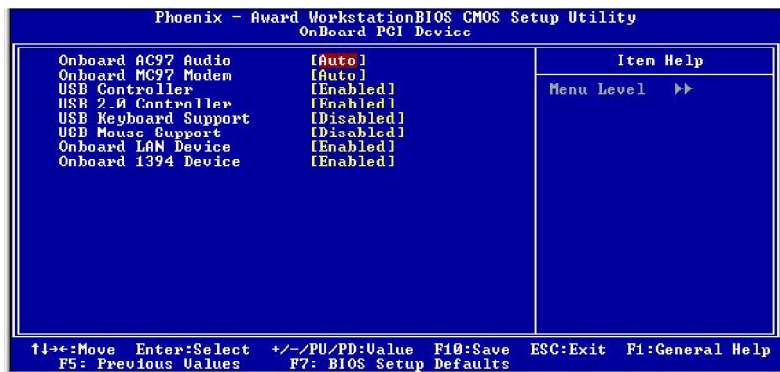 Phoenix - Award WorkstationBIOS CMOS Setup Utility
OnBoard PCI Device
Onboard AC97 Audio [Auto]
Onboard MC97 Modem [Auto]
USB Controller [Enabled]
USB 2.0 Controller [Enabled]
USB Keyboard Support [Disabled]
USB Mouse Support [Disabled]
Onboard LAN Device [Enabled]
Onboard 1394 Device [Enabled]
Item Help
Menu Level ▸▸
↑↓→←:Move Enter:Select +/-/PU/PD:Value F10:Save ESC:Exit F1:General Help
F5: Previous Values F7: BIOS Setup Defaults